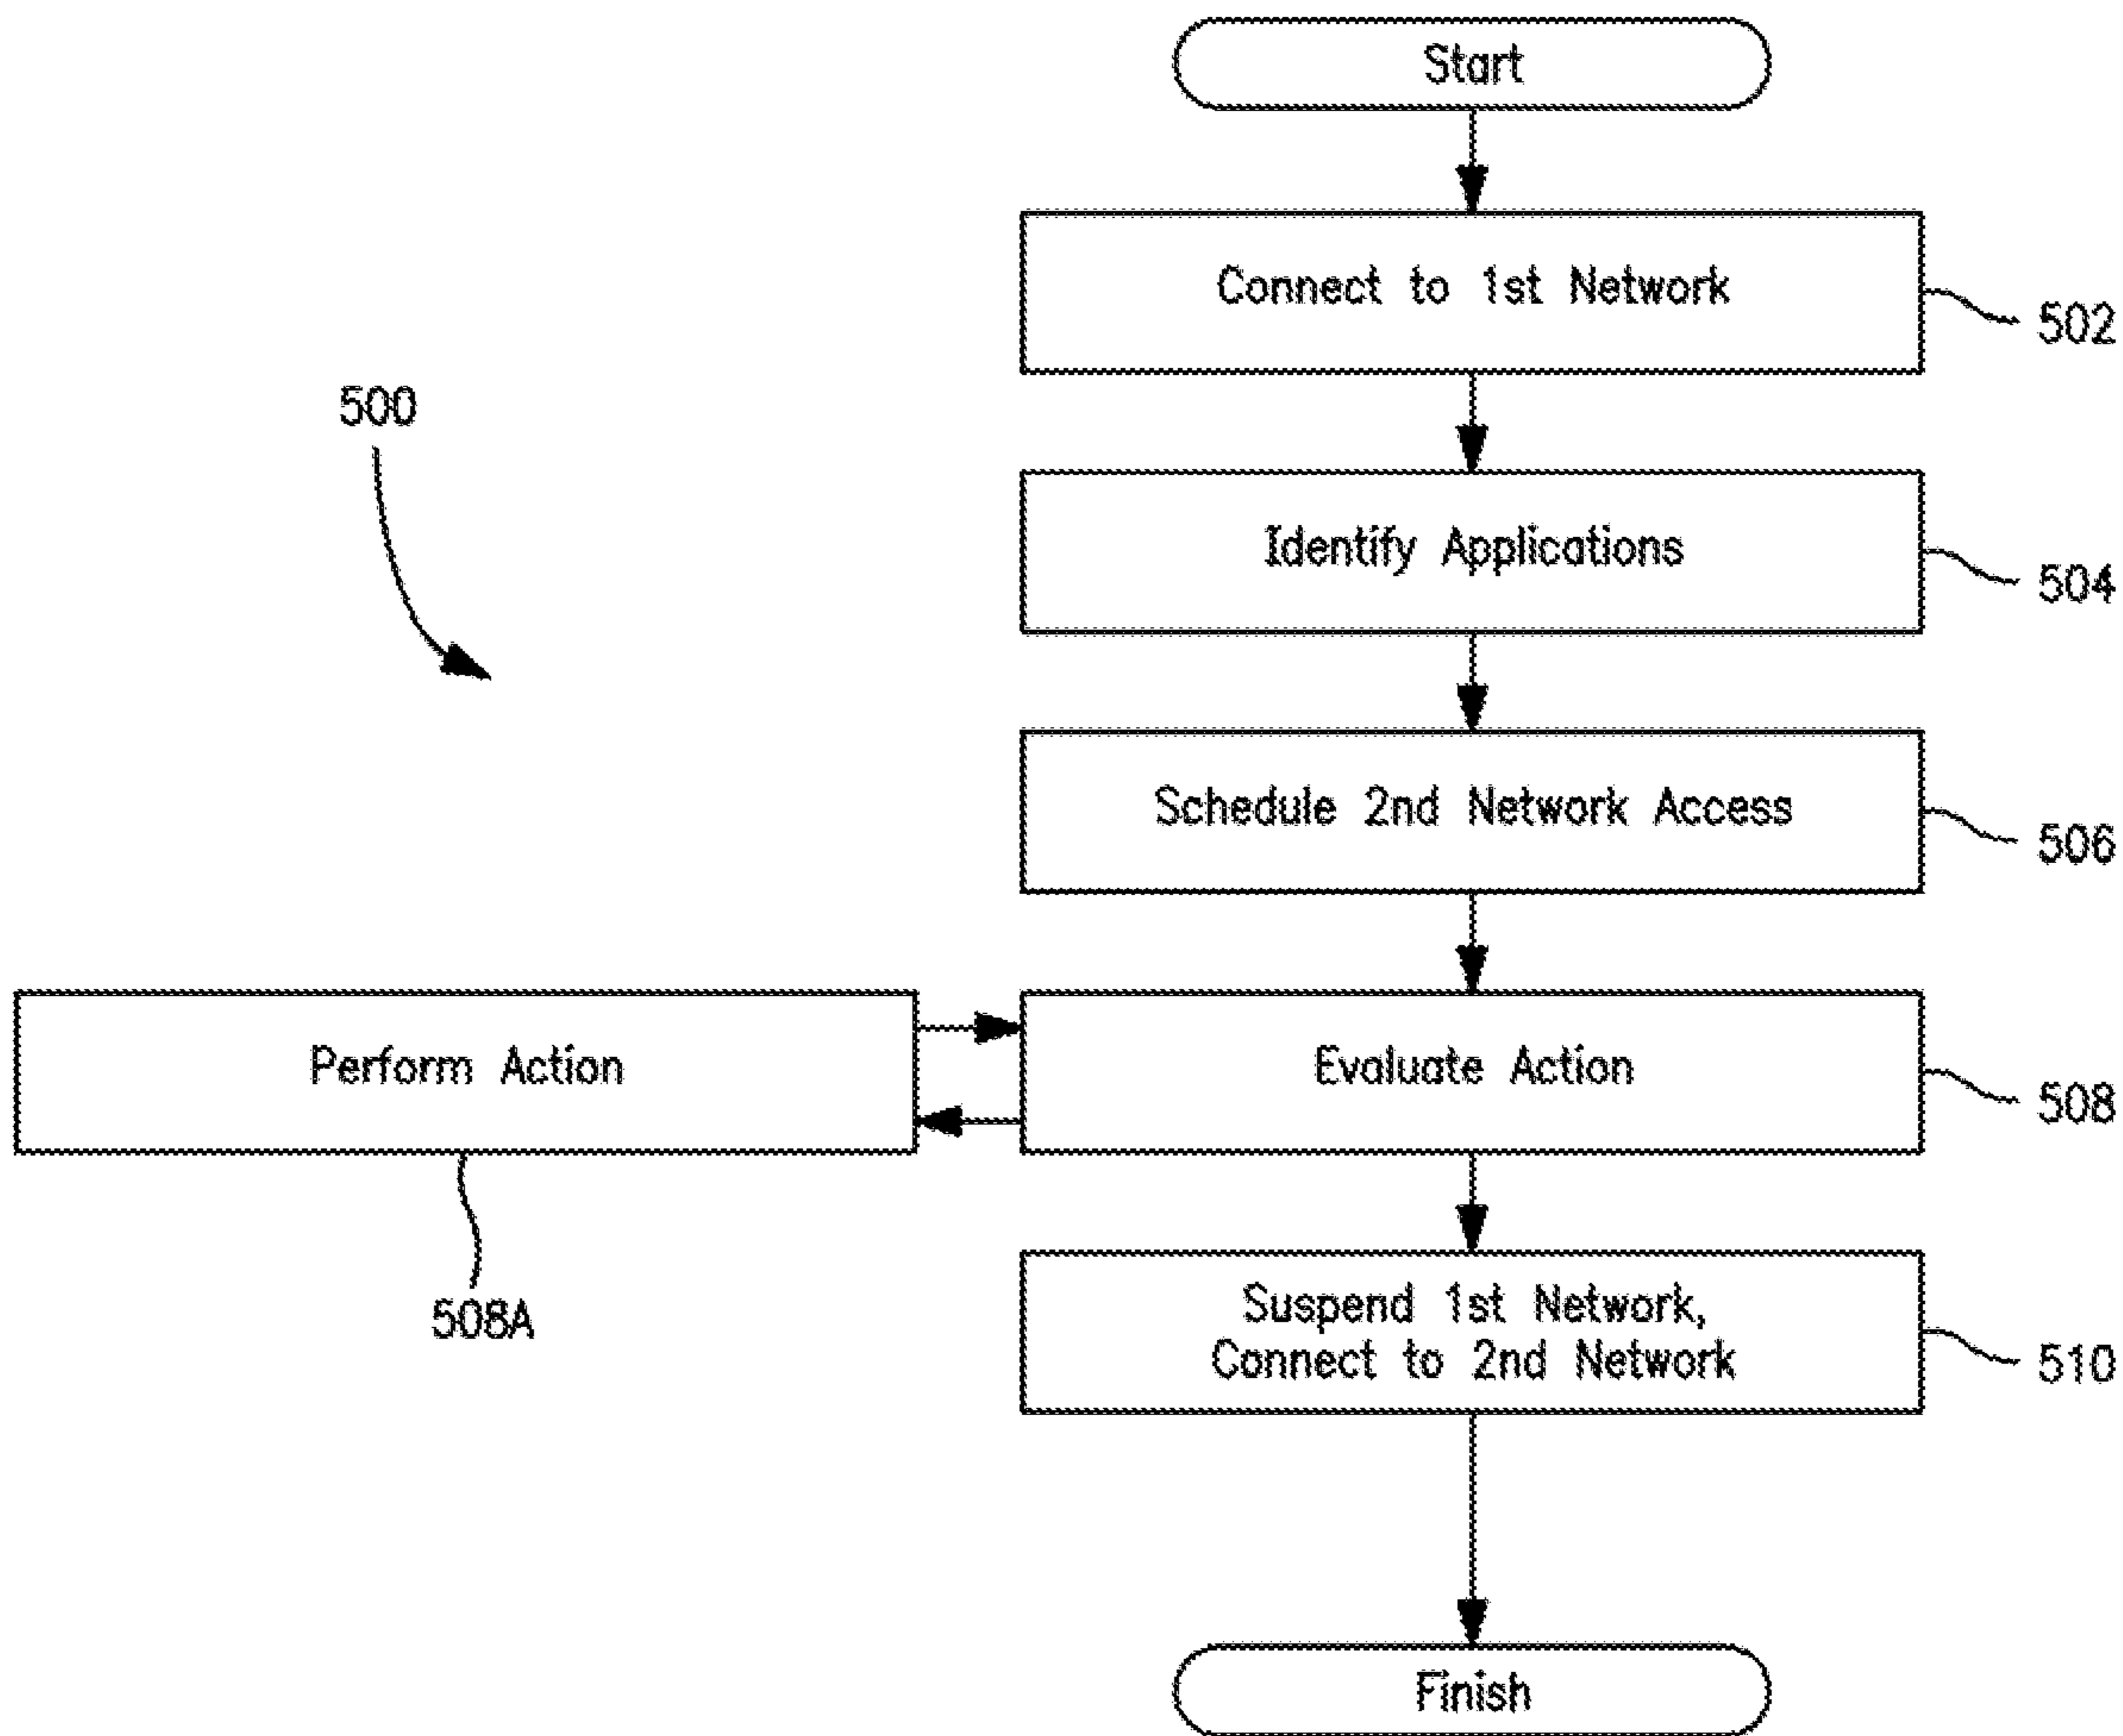 Start
Connect to 1st Network
502
500
Identify Applications
504
Schedule 2nd Network Access
506
Perform Action
Evaluate Action
508
508A
Suspend 1st Network,
Connect to 2nd Network
510
Finish